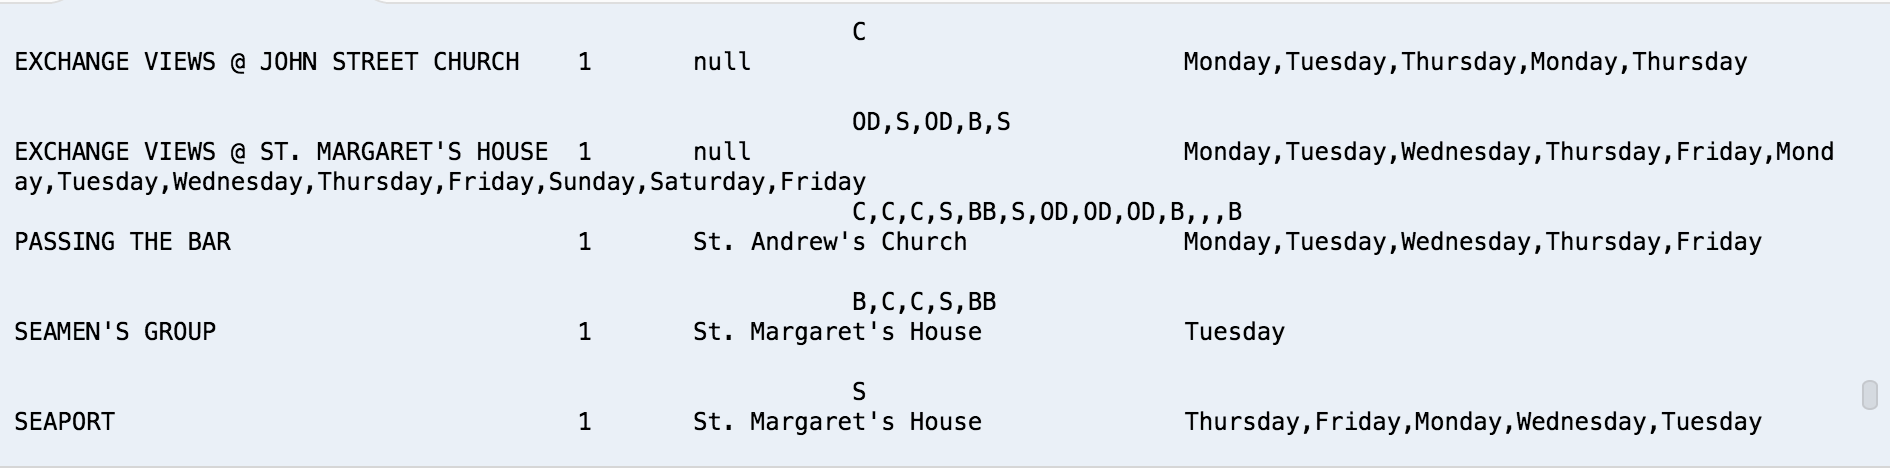 C
EXCHANGE VIEWS @ JOHN STREET CHURCH 1 null Monday,Tuesday,Thursday,Monday,Thursday
OD,S,OD,B,S
EXCHANGE VIEWS @ ST. MARGARET'S HOUSE 1 null Monday,Tuesday,Wednesday,Thursday,Friday,Mond
ay,Tuesday,Wednesday,Thursday,Friday,Sunday,Saturday,Friday
C,C,C,S,BB,S,OD,OD,OD,B,,,B
PASSING THE BAR 1 St. Andrew's Church Monday,Tuesday,Wednesday,Thursday,Friday
B,C,C,S,BB
SEAMEN'S GROUP 1 St. Margaret's House Tuesday
S
SEAPORT 1 St. Margaret's House Thursday,Friday,Monday,Wednesday,Tuesday